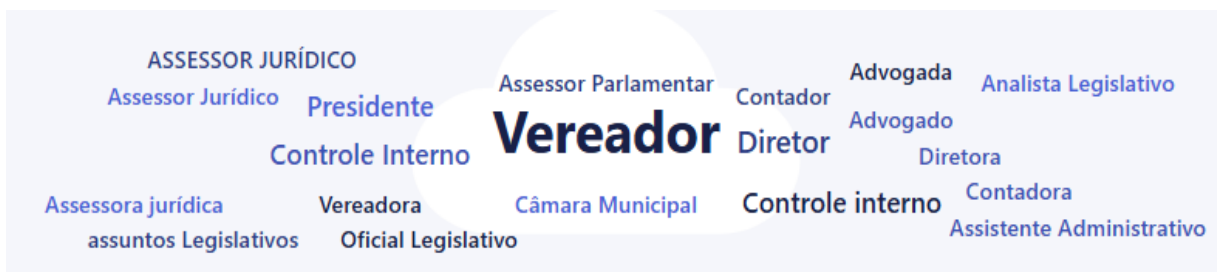 ASSESSOR JURÍDICO
Assessor Jurídico
Presidente
Controle Interno
Assessora jurídica
Vereadora
assuntos Legislativos
Oficial Legislativo
Assessor Parlamentar
Vereador
Câmara Municipal
Contador
Diretor
Advogada
Analista Legislativo
Advogado
Diretora
Controle interno
Contadora
Assistente Administrativo